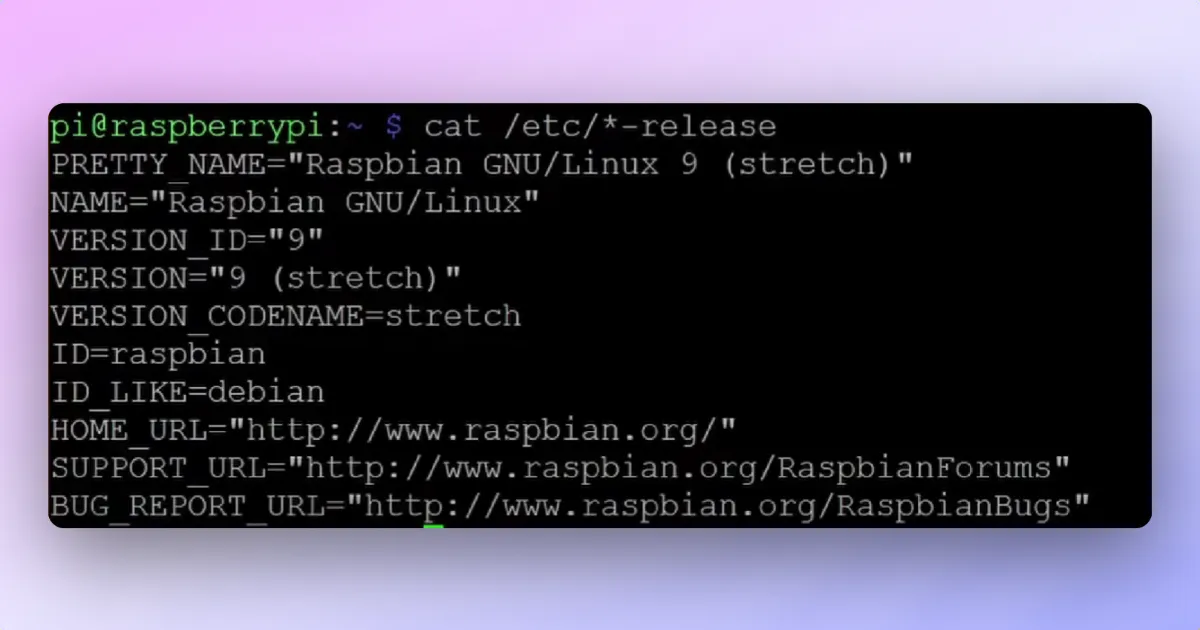 pi@raspberrypi:~ $ cat /etc/*-release
PRETTY_NAME="Raspbian GNU/Linux 9 (stretch)"
NAME="Raspbian GNU/Linux"
VERSION_ID="9"
VERSION="9 (stretch)"
VERSION_CODENAME=stretch
ID=raspbian
ID_LIKE=debian
HOME_URL="http://www.raspbian.org/"
SUPPORT_URL="http://www.raspbian.org/RaspbianForums"
BUG_REPORT_URL="http://www.raspbian.org/RaspbianBugs"